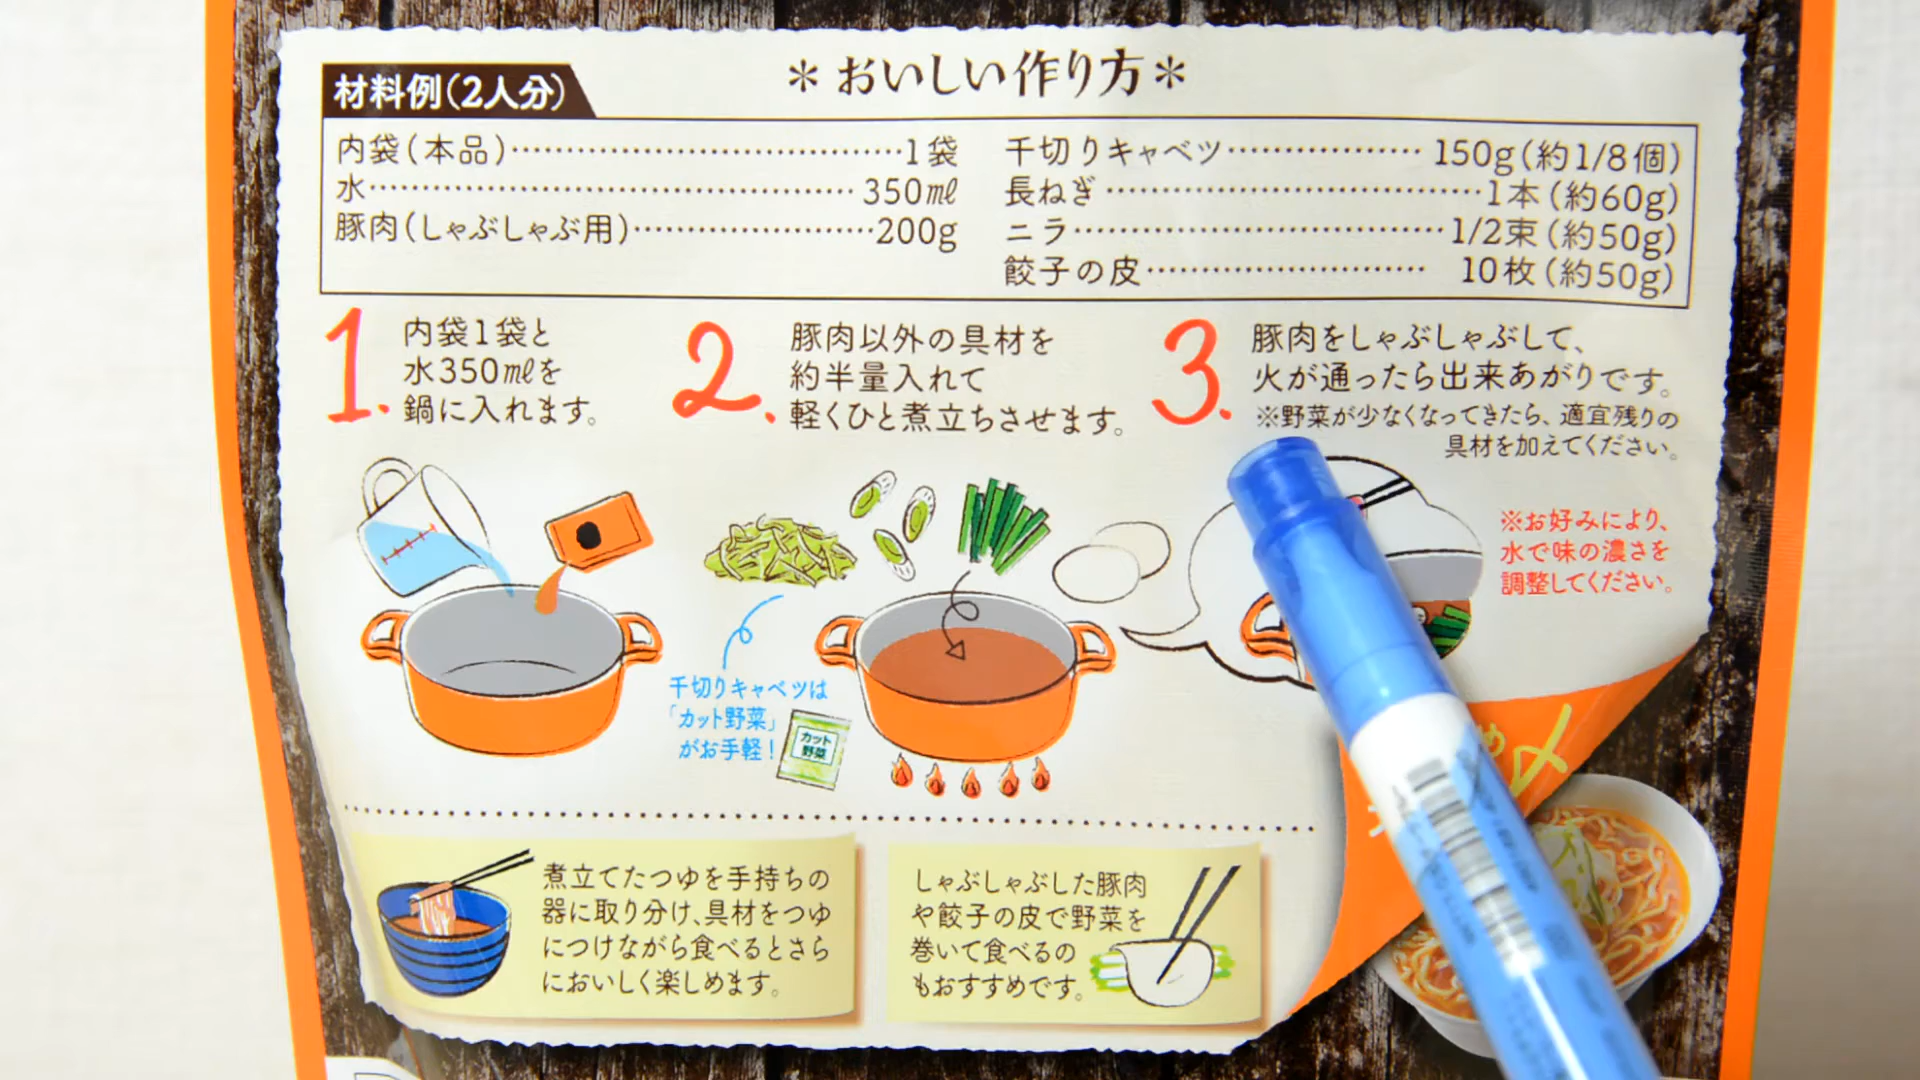 ＊おいしい作り方＊
材料例(2人分)
内袋(本品)……1袋
水……350㎖
豚肉(しゃぶしゃぶ用)……200g
千切りキャベツ……150g(約1/8個)
長ねぎ……1本(約60g)
ニラ……1/2束(約50g)
餃子の皮……10枚(約50g)
1.
内袋1袋と
水350㎖を
鍋に入れます。
2.
豚肉以外の具材を
約半量入れて
軽くひと煮立ちさせます。
3.
豚肉をしゃぶしゃぶして、
火が通ったら出来あがりです。
※野菜が少なくなってきたら、適宜残りの
具材を加えてください。
※お好みにより、
水で味の濃さを
調整してください。
千切りキャベツは
「カット野菜」
がお手軽!
カット
野菜
煮立てたつゆを手持ちの
器に取り分け、具材をつゆ
につけながら食べるとさら
においしく楽しめます。
しゃぶしゃぶした豚肉
や餃子の皮で野菜を
巻いて食べるの
もおすすめです。
〆